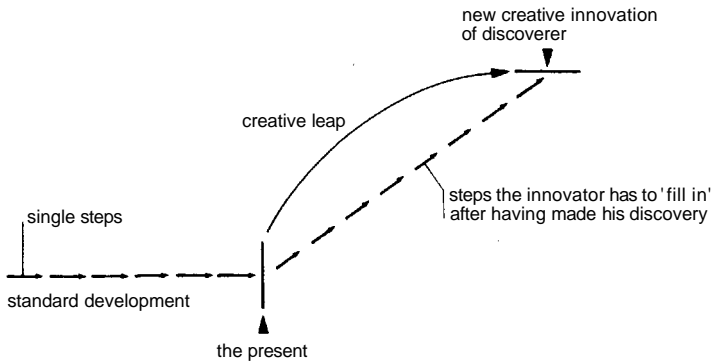 new creative innovation
of discoverer
creative leap
steps the innovator has to 'fill in'
after having made his discovery
single steps
standard development
the present